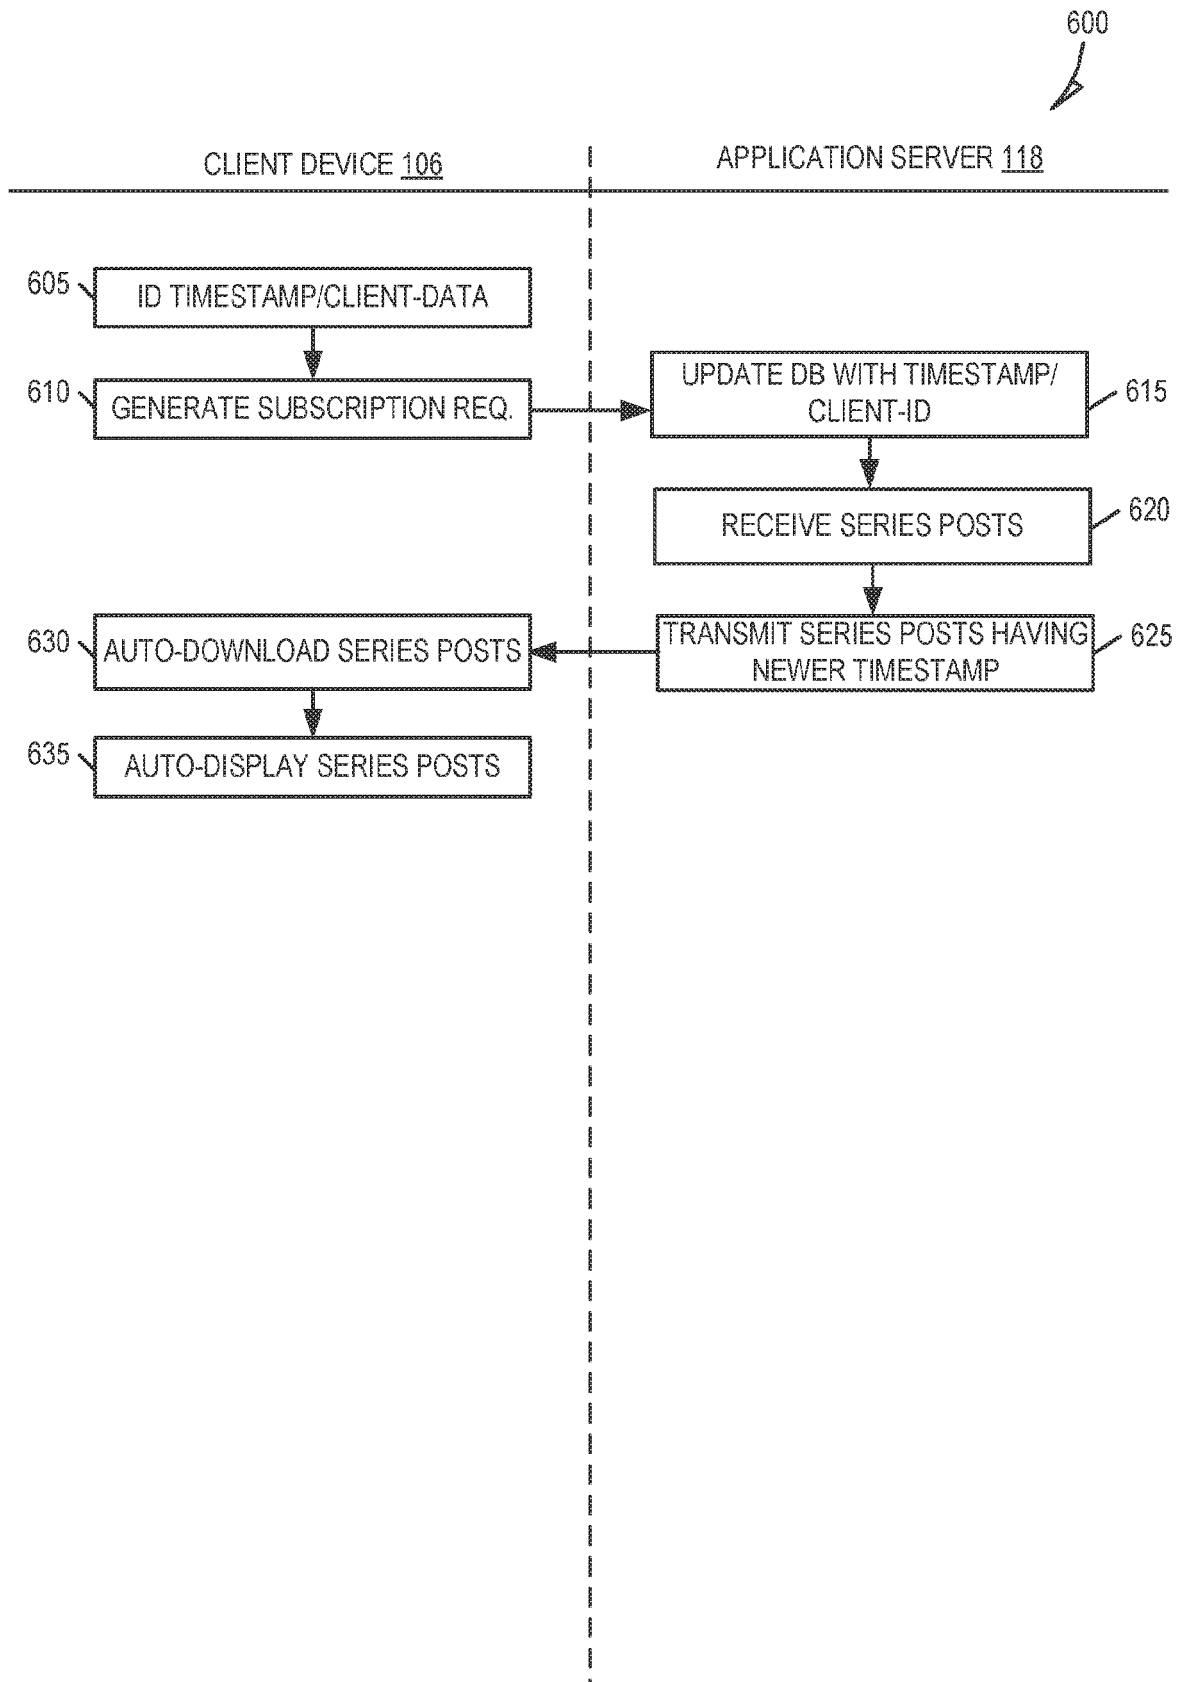 600
CLIENT DEVICE 106
APPLICATION SERVER 118
605
ID TIMESTAMP/CLIENT-DATA
610
GENERATE SUBSCRIPTION REQ.
UPDATE DB WITH TIMESTAMP/
CLIENT-ID
615
RECEIVE SERIES POSTS
620
TRANSMIT SERIES POSTS HAVING
NEWER TIMESTAMP
625
630
AUTO-DOWNLOAD SERIES POSTS
635
AUTO-DISPLAY SERIES POSTS